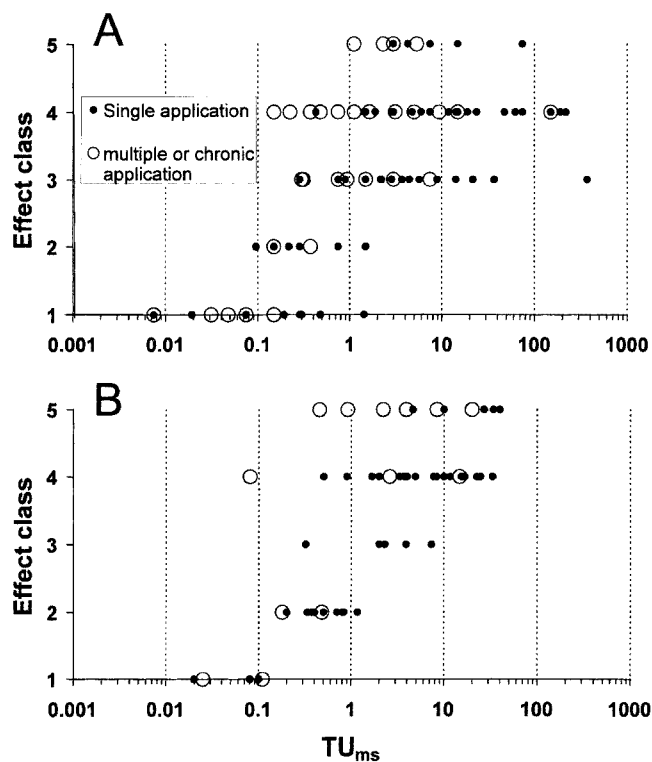 A
5
4
3
2
1
Effect class
Single application
multiple or chronic
application
0.001 0.01 0.1 1 10 100 1000
B
5
4
3
2
1
Effect class
0.001 0.01 0.1 1 10 100 1000
TUms